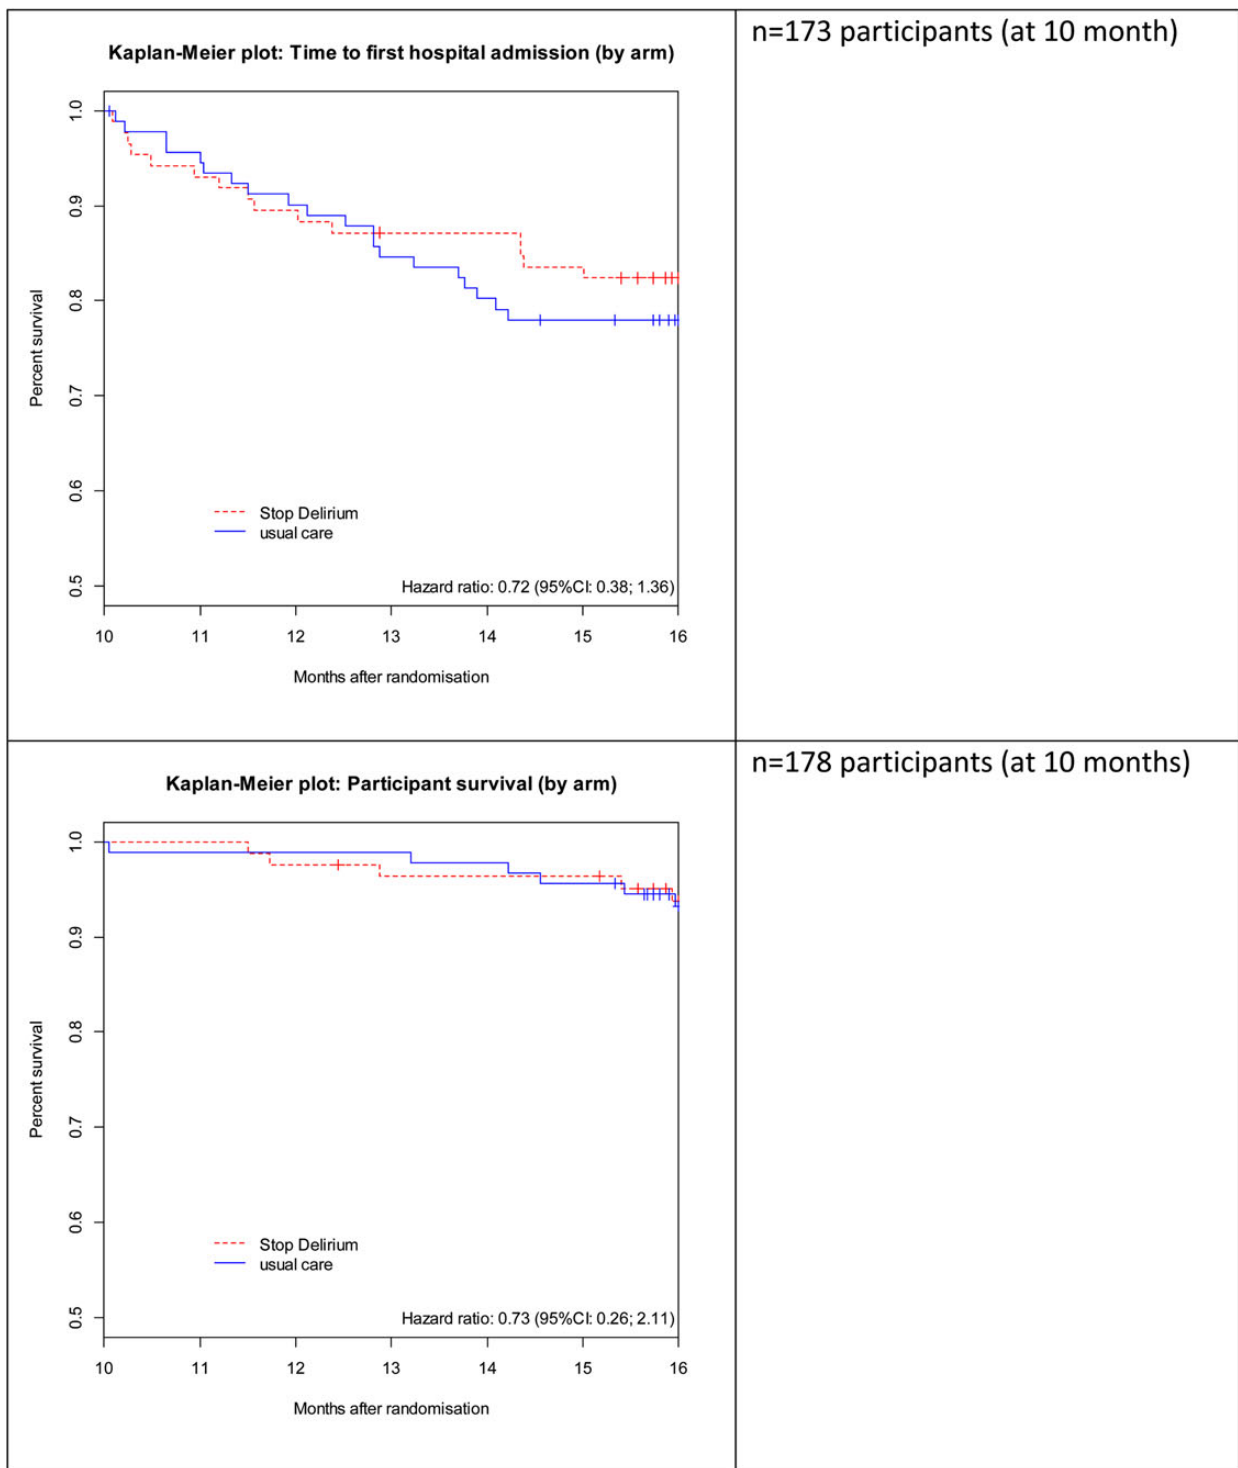 Kaplan-Meier plot: Time to first hospital admission (by arm)
n=173 participants (at 10 month)
Percent survival
1.0
0.9
0.8
0.7
0.6
0.5
Stop Delirium
usual care
Hazard ratio: 0.72 (95%CI: 0.38; 1.36)
10 11 12 13 14 15 16
Months after randomisation
Kaplan-Meier plot: Participant survival (by arm)
n=178 participants (at 10 months)
Percent survival
1.0
0.9
0.8
0.7
0.6
0.5
Stop Delirium
usual care
Hazard ratio: 0.73 (95%CI: 0.26; 2.11)
10 11 12 13 14 15 16
Months after randomisation